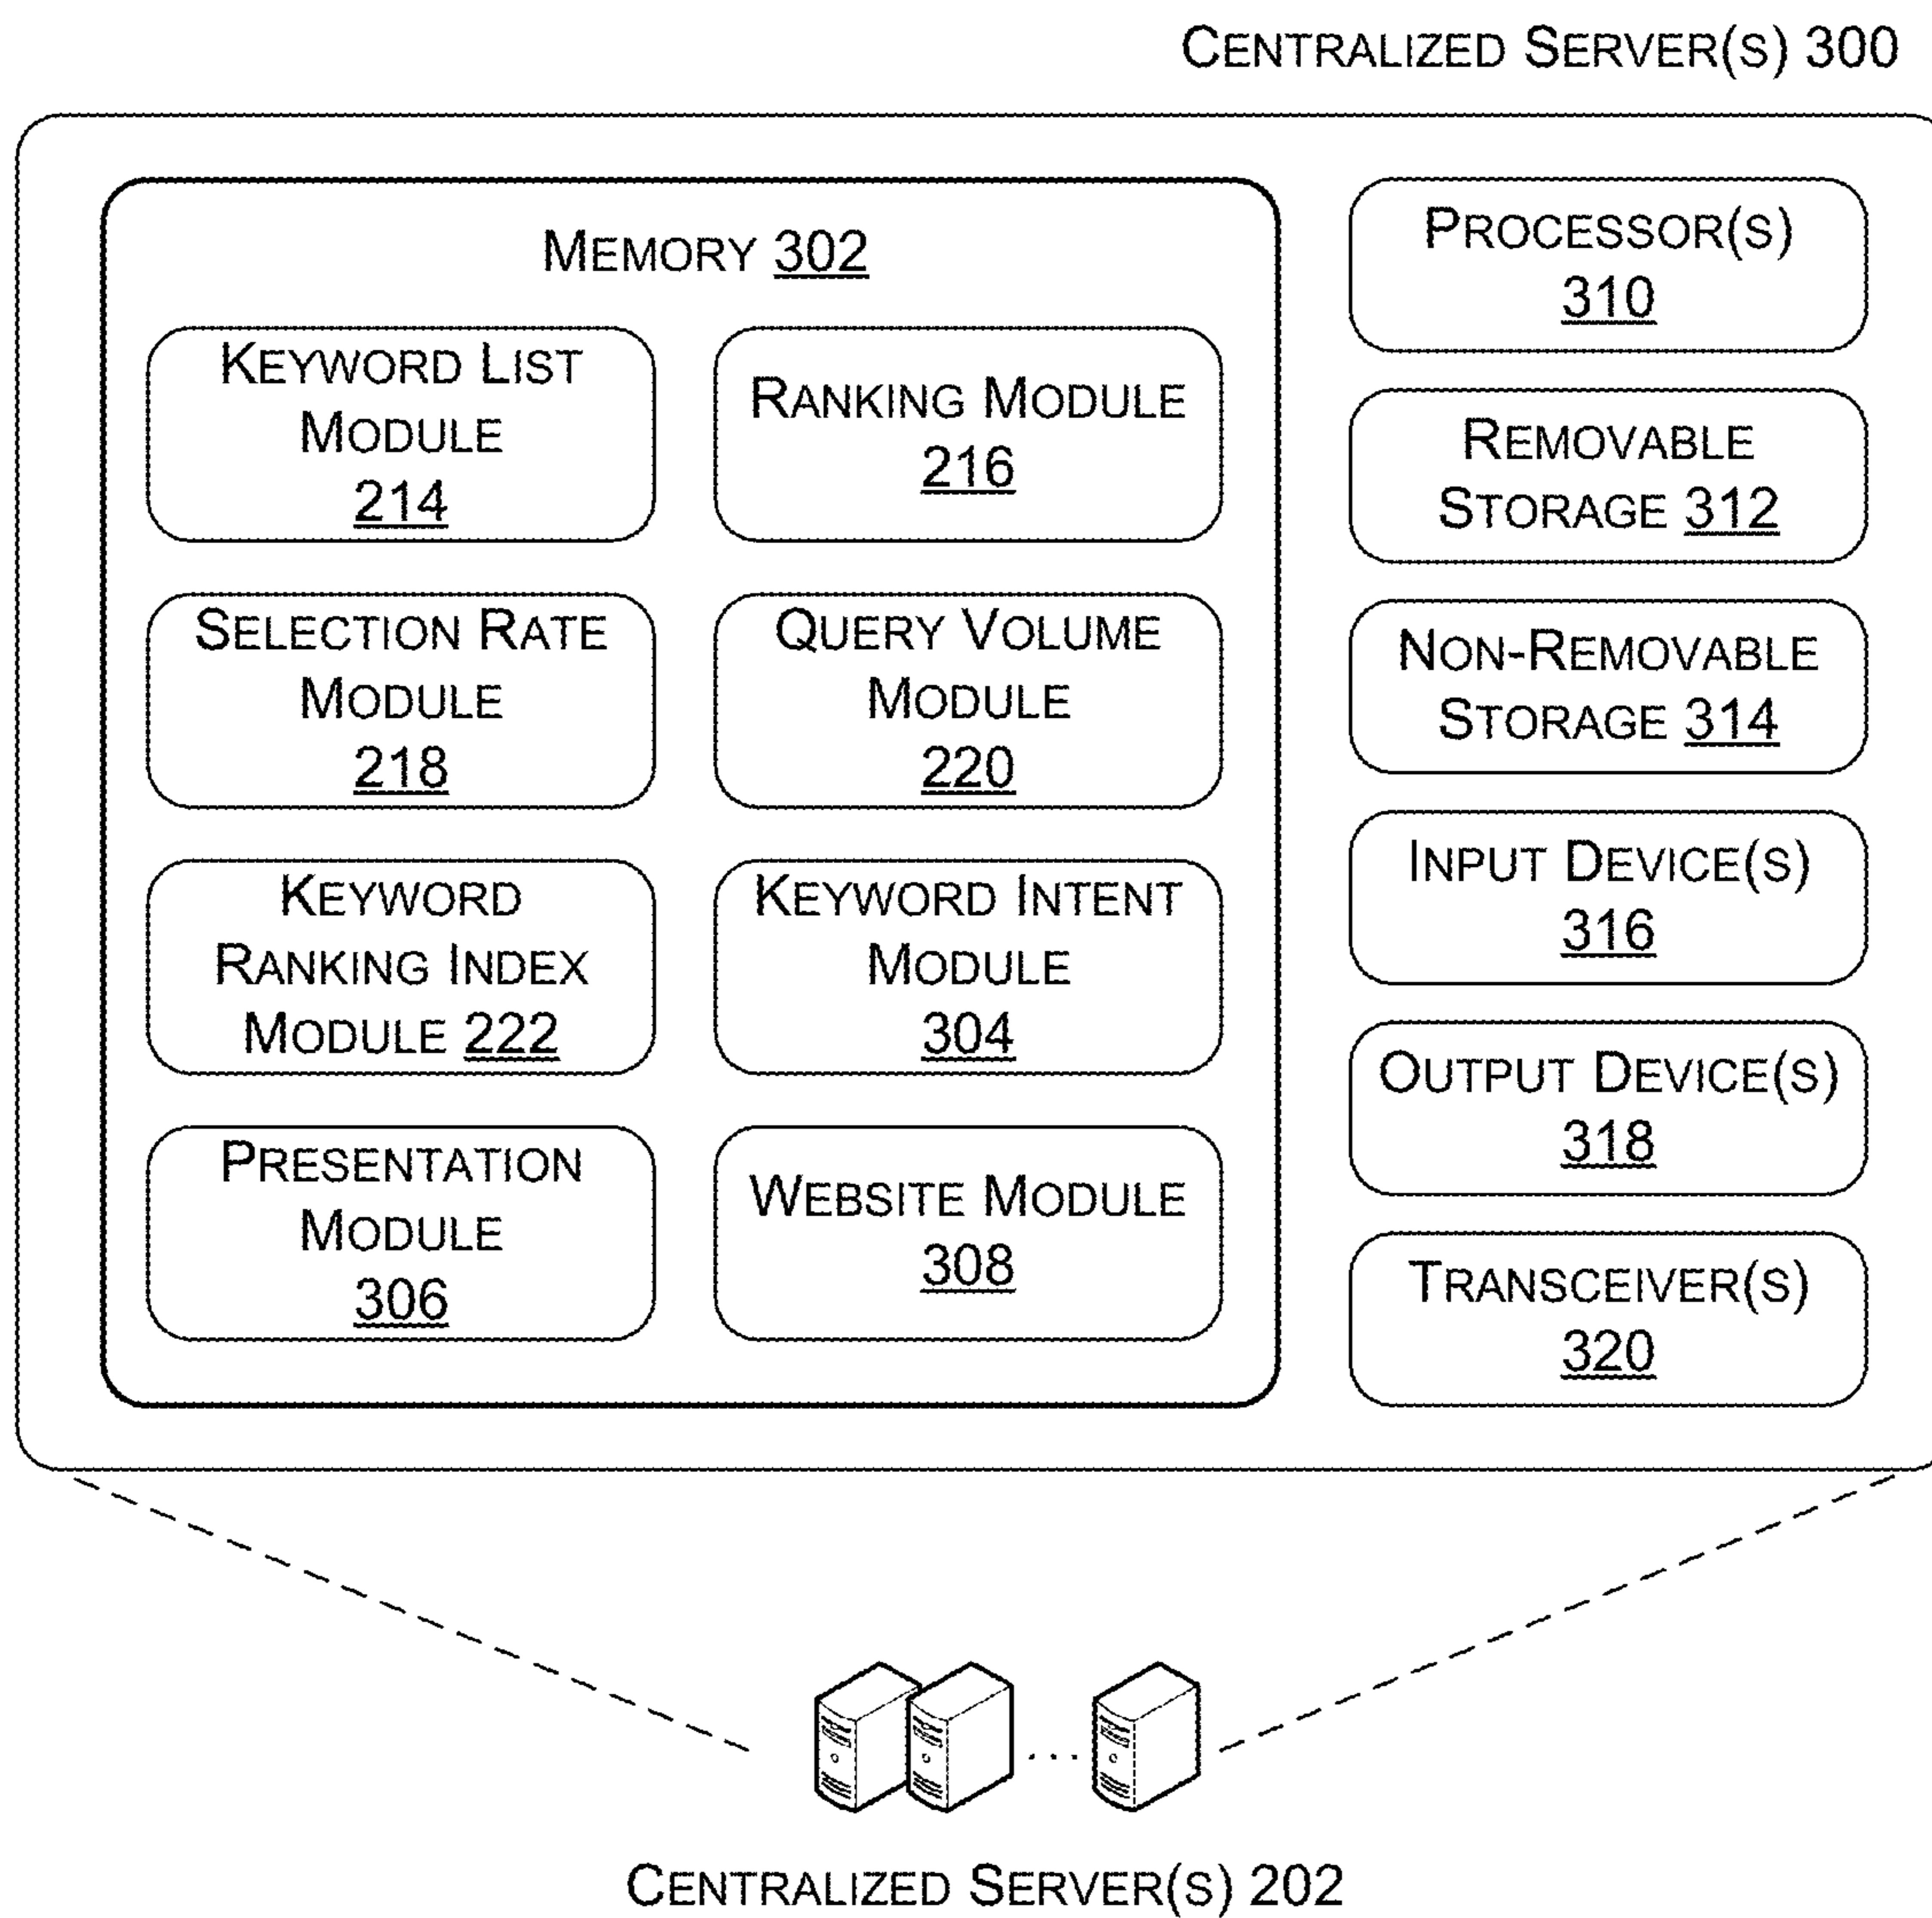 CENTRALIZED SERVER(S) 300
MEMORY 302
KEYWORD LIST
MODULE
214
RANKING MODULE
216
SELECTION RATE
MODULE
218
QUERY VOLUME
MODULE
220
KEYWORD
RANKING INDEX
MODULE 222
KEYWORD INTENT
MODULE
304
PRESENTATION
MODULE
306
WEBSITE MODULE
308
PROCESSOR(S)
310
REMOVABLE
STORAGE 312
NON-REMOVABLE
STORAGE 314
INPUT DEVICE(S)
316
OUTPUT DEVICE(S)
318
TRANSCEIVER(S)
320
CENTRALIZED SERVER(S) 202